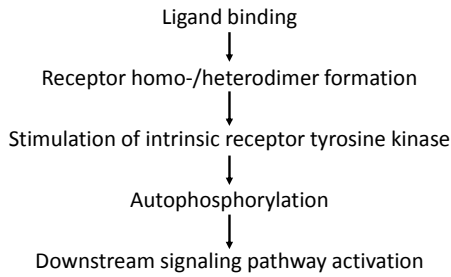 Ligand binding
Receptor homo-/heterodimer formation
Stimulation of intrinsic receptor tyrosine kinase
Autophosphorylation
Downstream signaling pathway activation